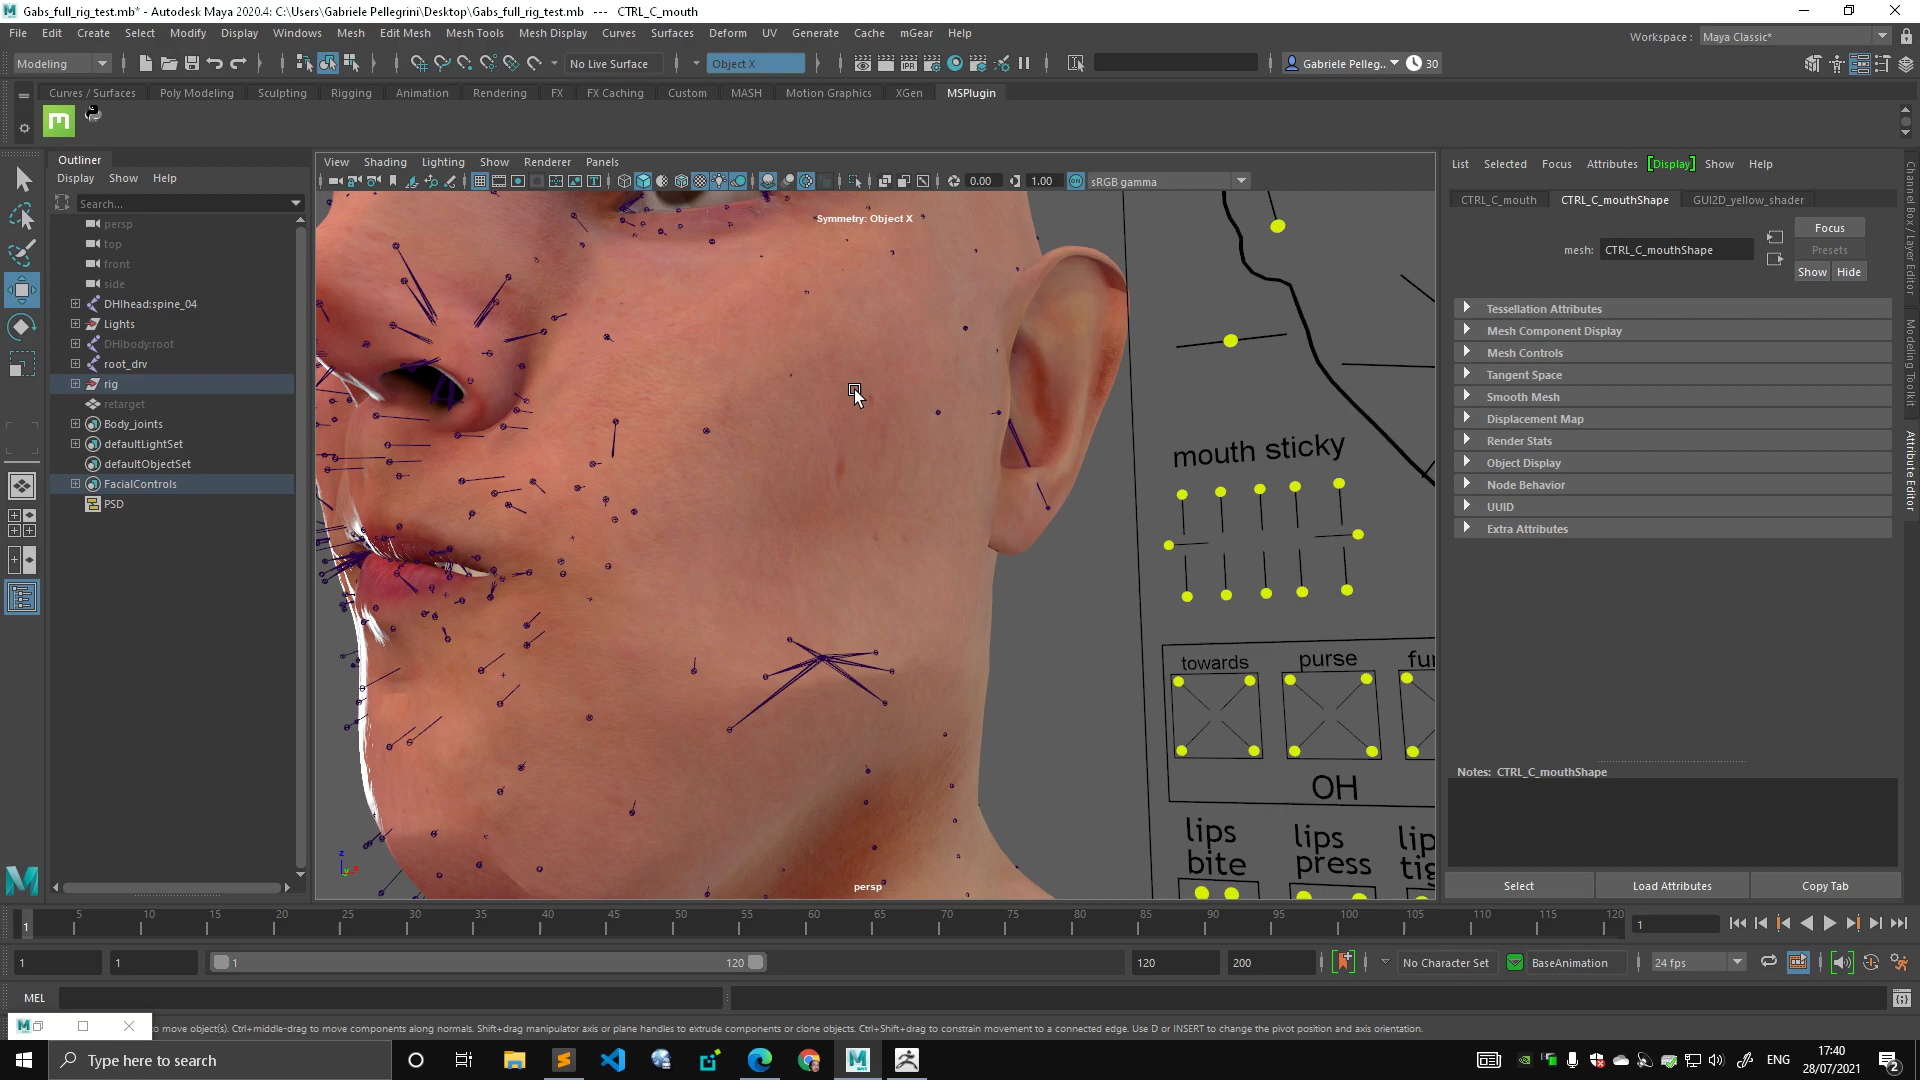 Gabs_full_rig_test.mb* - Autodesk Maya 2020.4: C:\Users\Gabriele Pellegrini\Desktop\Gabs_full_rig_test.mb --- CTRL_C_mouth
File Edit Create Select Modify Display Windows Mesh Edit Mesh Mesh Tools Mesh Display Curves Surfaces Deform UV Generate Cache mGear Help
Workspace : Maya Classic*
Modeling No Live Surface Object X Gabriele Pelleg.. 30
Curves / Surfaces Poly Modeling Sculpting Rigging Animation Rendering FX FX Caching Custom MASH Motion Graphics XGen MSPlugin
Outliner
Display Show Help
Search...
persp
top
front
side
DHIhead:spine_04
Lights
DHIbody:root
root_drv
rig
retarget
Body_joints
defaultLightSet
defaultObjectSet
FacialControls
PSD
View Shading Lighting Show Renderer Panels
0.00 1.00 sRGB gamma
Symmetry: Object X
mouth sticky
towards purse
OH
lips bite
lips press
persp
List Selected Focus Attributes [Display] Show Help
CTRL_C_mouth CTRL_C_mouthShape GUI2D_yellow_shader
mesh: CTRL_C_mouthShape
Focus
Presets
Show Hide
Tessellation Attributes
Mesh Component Display
Mesh Controls
Tangent Space
Smooth Mesh
Displacement Map
Render Stats
Object Display
Node Behavior
UUID
Extra Attributes
Notes: CTRL_C_mouthShape
Select Load Attributes Copy Tab
Channel Box / Layer Editor
Modeling Toolkit
Attribute Editor
1 5 10 15 20 25 30 35 40 45 50 55 60 65 70 75 80 85 90 95 100 105 110 115 120 1
1 1 1 120 120 200 No Character Set BaseAnimation 24 fps
MEL
to move object(s). Ctrl+middle-drag to move components along normals. Shift+drag manipulator axis or plane handles to extrude components or clone objects. Ctrl+Shift+drag to constrain movement to a connected edge. Use D or INSERT to change the pivot position and axis orientation.
Type here to search
ENG
17:40
28/07/2021
2